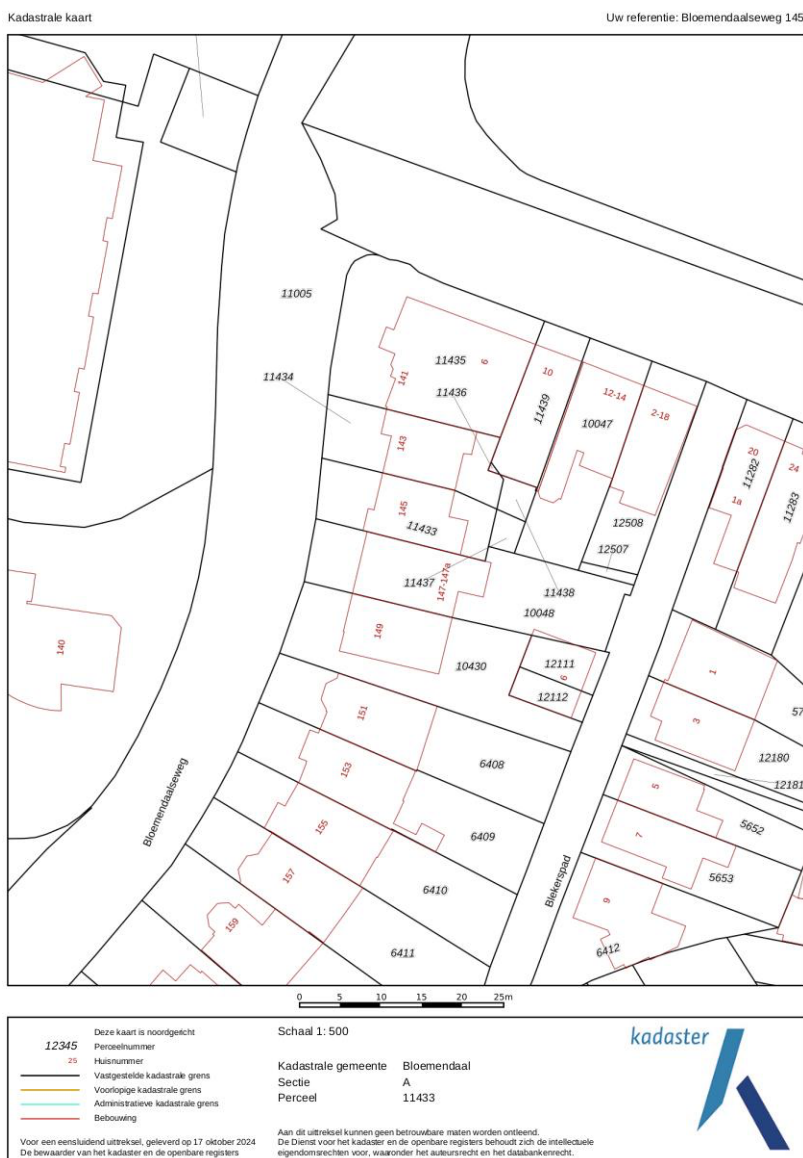 Kadastrale kaart
Uw referentie: Bloemendaalseweg 145
11005
11435
6
141
11434
11436
10
12-14
11439
10047
2-18
20
24
11282
1a
11283
143
145
11433
12508
12507
11437
147-147a
11438
10048
140
149
10430
12111
6
12112
1
57
3
12180
12181
151
6408
153
5
5652
155
6409
7
5653
Bloemendaalseweg
157
6410
Blekerspad
9
159
6411
6412
0 5 10 15 20 25m
Deze kaart is noordgericht
12345 Perceelnummer
25 Huisnummer
Vastgestelde kadastrale grens
Voorlopige kadastrale grens
Administratieve kadastrale grens
Bebouwing
Voor een eensluidend uittreksel, geleverd op 17 oktober 2024
De bewaarder van het kadaster en de openbare registers
Schaal 1: 500
Kadastrale gemeente Bloemendaal
Sectie A
Perceel 11433
Aan dit uittreksel kunnen geen betrouwbare maten worden ontleend.
De Dienst voor het kadaster en de openbare registers behoudt zich de intellectuele
eigendomsrechten voor, waaronder het auteursrecht en het databankenrecht.
kadaster